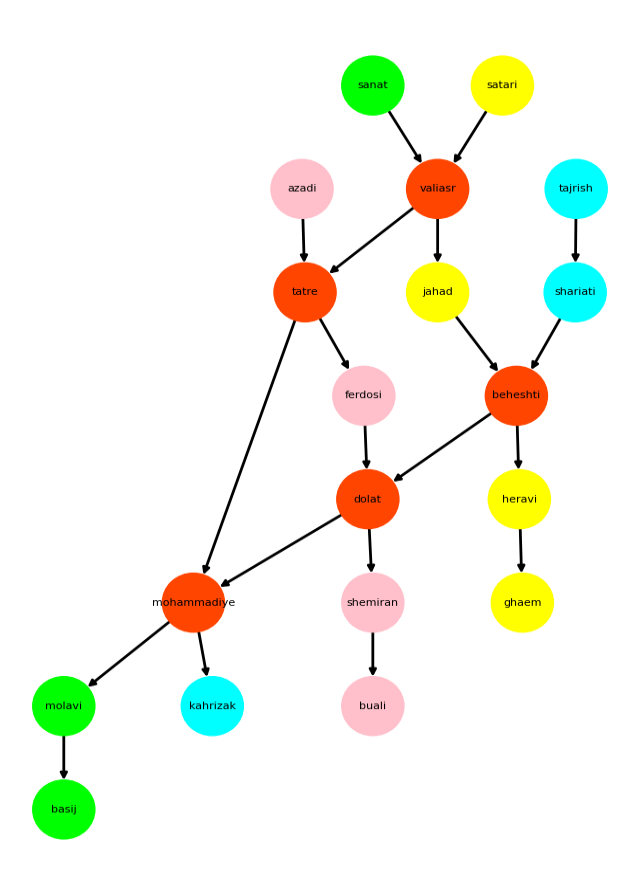 sanat
satari
azadi
valiasr
tajrish
tatre
jahad
shariati
ferdosi
beheshti
dolat
heravi
mohammadiye
shemiran
ghaem
molavi
kahrizak
buali
basij